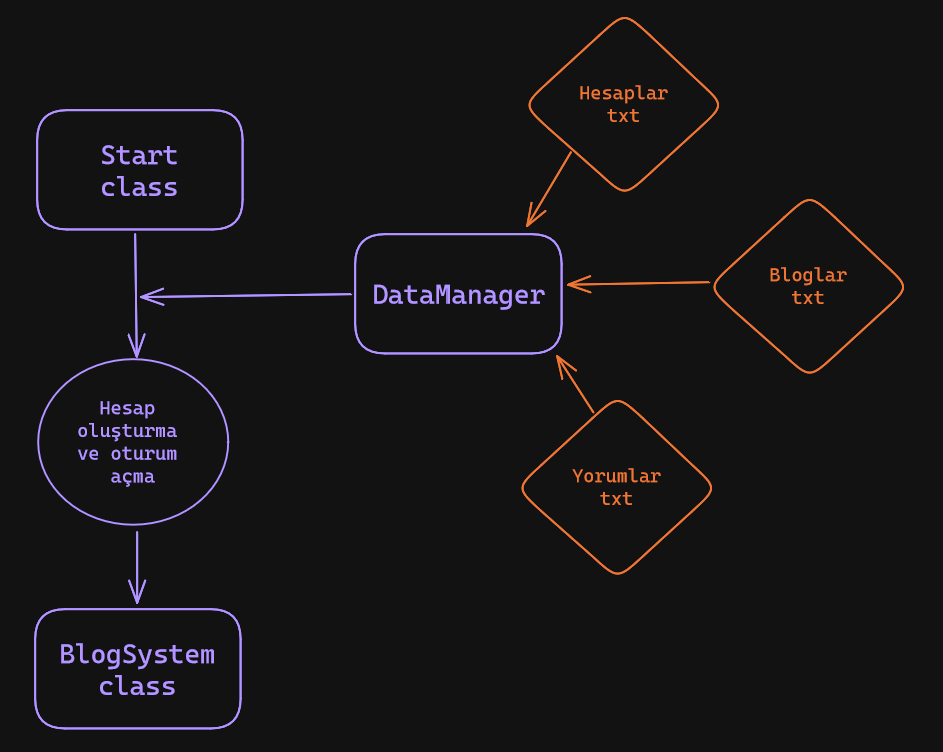 Hesaplar
txt
Start
class
Bloglar
txt
DataManager
Hesap
oluşturma
ve oturum
açma
Yorumlar
txt
BlogSystem
class